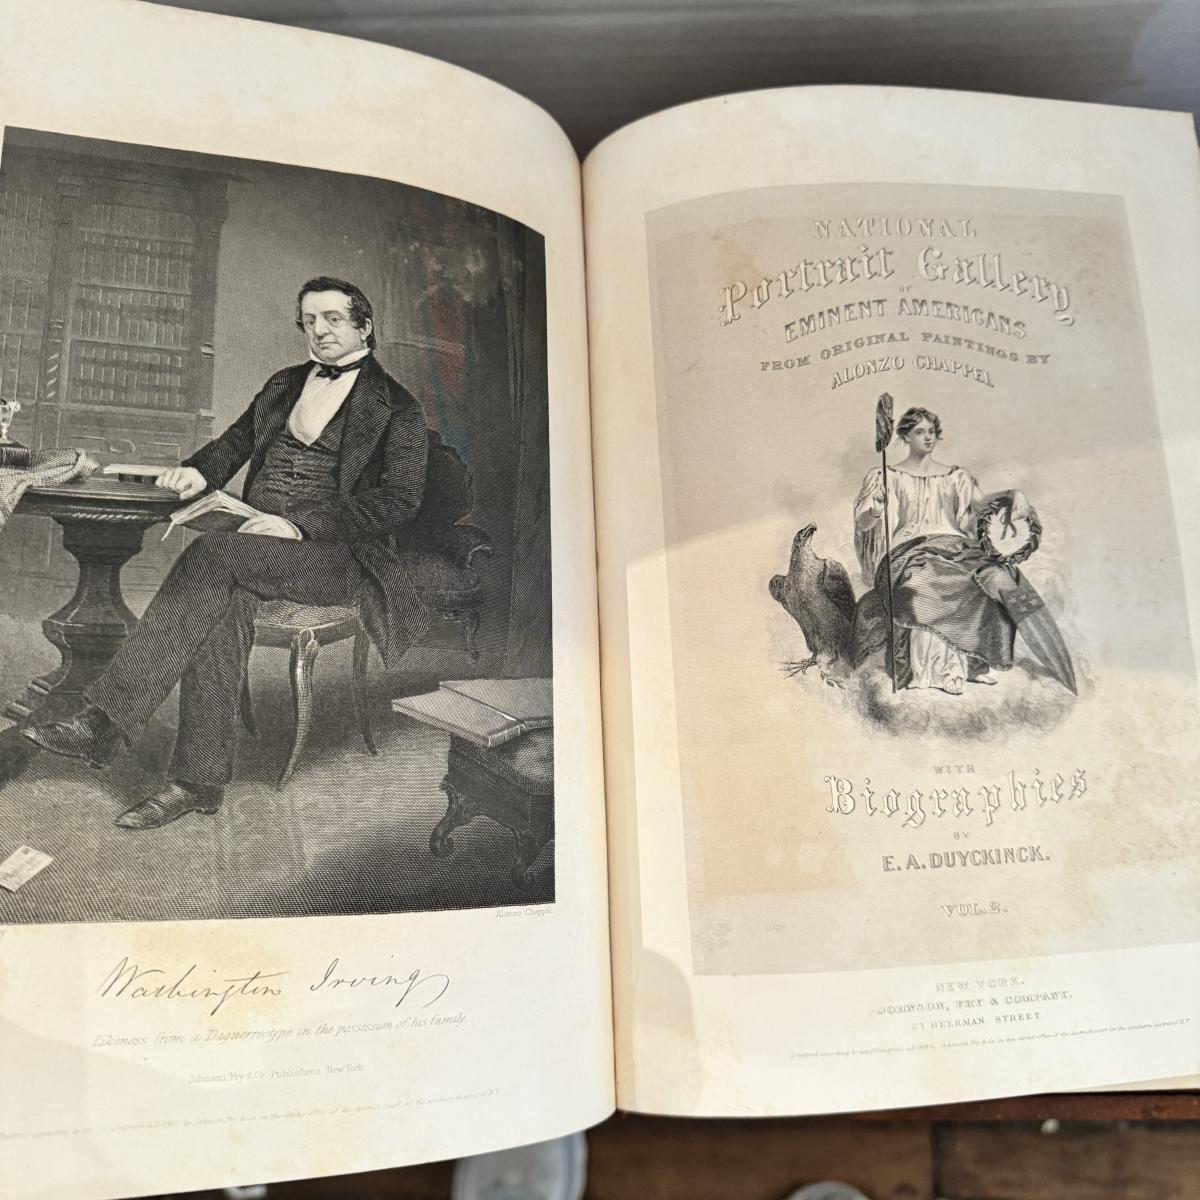 Alonzo Chappel
Washington Irving
Likeness from a Daguerreotype in the possession of his family.
Johnson, Fry & Co. Publishers New York.
NATIONAL
Portrait Gallery
OF
EMINENT AMERICANS
FROM ORIGINAL PAINTINGS BY
ALONZO CHAPPEL
WITH
Biographies
BY
E. A. DUYCKINCK.
VOL. 2.
NEW YORK.
JOHNSON, FRY & COMPANY.
27 BEEKMAN STREET